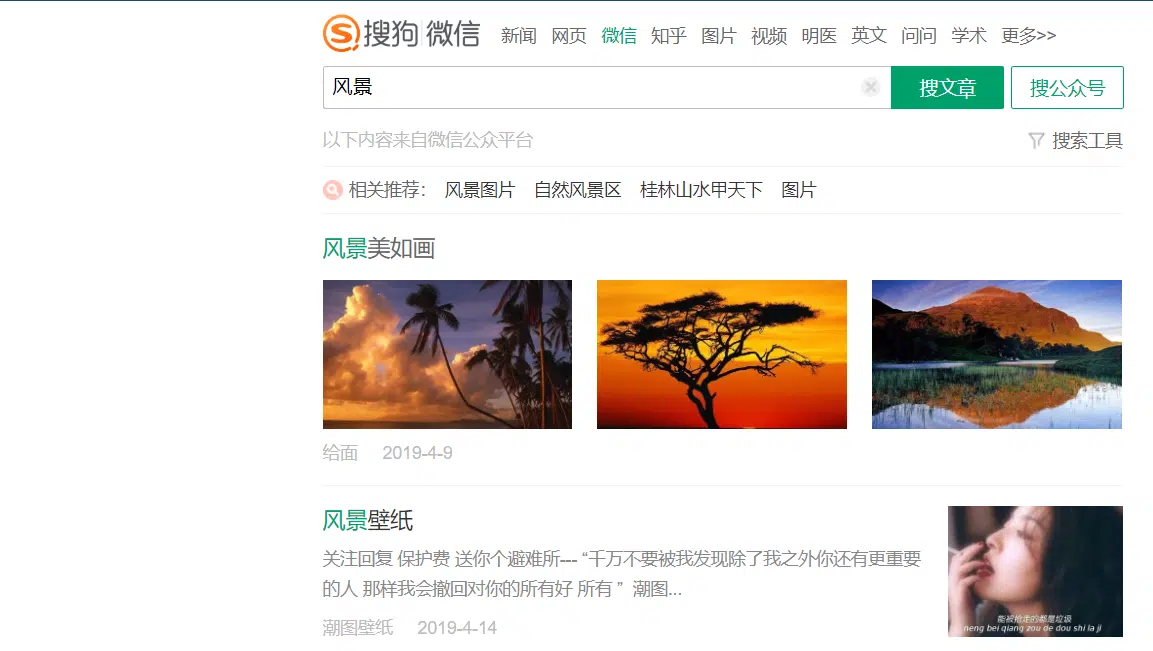 搜狗 微信 新闻 网页 微信 知乎 图片 视频 明医 英文 问问 学术 更多>>
风景 搜文章 搜公众号
以下内容来自微信公众平台 搜索工具
相关推荐: 风景图片 自然风景区 桂林山水甲天下 图片
风景美如画
给面 2019-4-9
风景壁纸
关注回复 保护费 送你个避难所--- “千万不要被我发现除了我之外你还有更重要
的人 那样我会撤回对你的所有好 所有 ” 潮图...
潮图壁纸 2019-4-14
能被抢走的都是垃圾
neng bei qiang zou de dou shi la ji